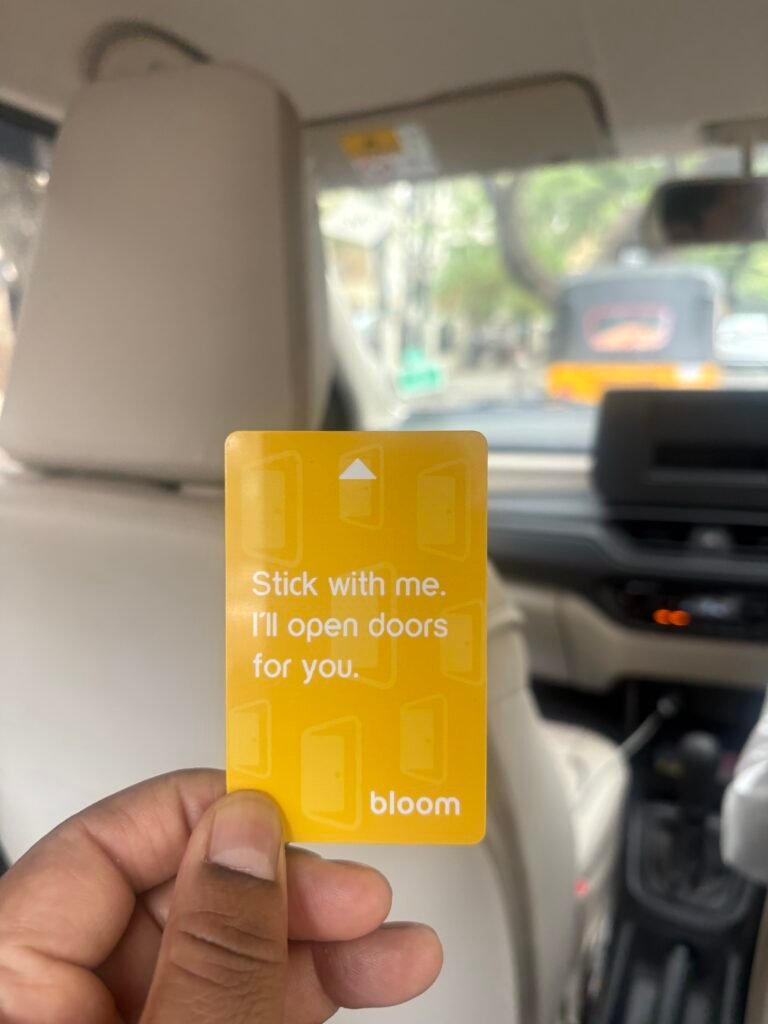 Stick with me.
I'll open doors
for you.
bloom